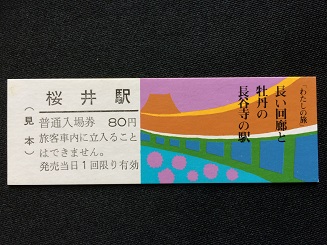 桜井駅
（見本）
普通入場券 80円
旅客車内に立入ること
はできません。
発売当日1回限り有効
わたしの旅
長い回廊と
牡丹の
長谷寺の駅